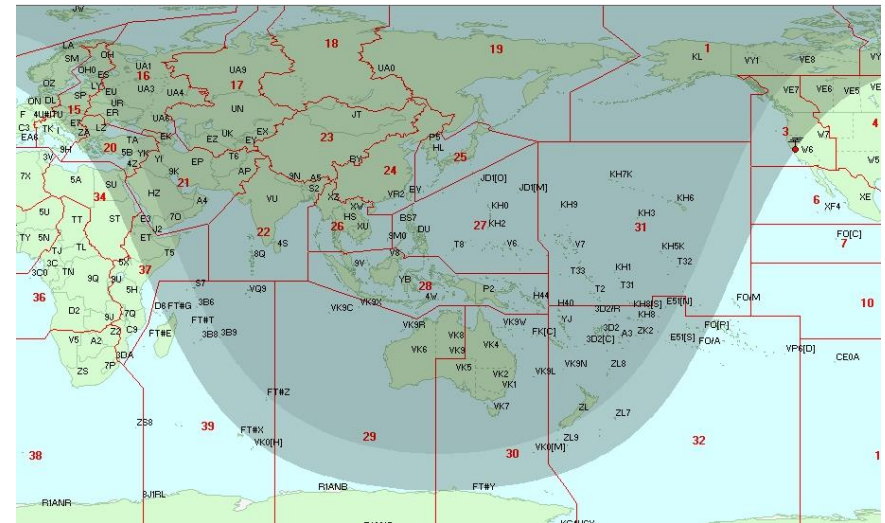 18
19
1
LA
OH
UA0
KL
VY1
VE8
SM
UA1
16
UA9
17
OH0
ES
OZ
LY
UA3
UA4
SP
EU
VE7
VE6
VE5
ON
DL
15
UR
UN
F
4U#ITU
ER
JT
UA6
3
4
C3
TK
I
ZA
LZ
EK
EZ
UK
EX
EY
23
P5
HL
W7
EA6
9H
20
TA
5B
YK
T6
BY
25
W6
3V
4Z
YI
EP
AP
24
W5
7X
5A
SU
9K
21
9N
A5
S2
XZ
VR2
BV
JD1[O]
JD1[M]
KH7K
6
XE
34
HZ
A4
VU
XW
KH0
KH9
KH6
XF4
5U
TT
ST
E3
7O
HS
26
XU
BS7
DU
27
KH2
KH3
31
FO[C]
TY
5N
J2
ET
22
4S
9M0
T8
V6
V7
KH5K
7
TJ
TL
T5
8Q
V8
3C
5X
37
9V
T33
KH1
T32
3C0
TN
9Q
9U
5H
S7
VQ9
28
YB
P2
T2
T31
36
D6
FT#G
3B6
4W
H44
H40
KH8[S]
E51[N]
FO/M
10
D2
9J
7Q
FT#T
VK9C
VK9X
3D2/R
KH8
Z2
C9
FT#E
3B8
3B9
VK9R
VK8
VK9W
FK[C]
YJ
3D2
A3
ZK2
FO[P]
V5
A2
VK6
VK9
VK4
3D2[C]
E51[S]
FO/A
VP6[D]
3DA
7P
ZS
VK5
VK2
VK9L
VK9N
ZL8
CE0A
FT#Z
VK1
VK7
ZL
ZL7
ZS8
39
FT#X
29
ZL9
32
38
VK0[H]
30
VK0[M]
1
R1ANR
8J1RL
R1ANB
FT#Y